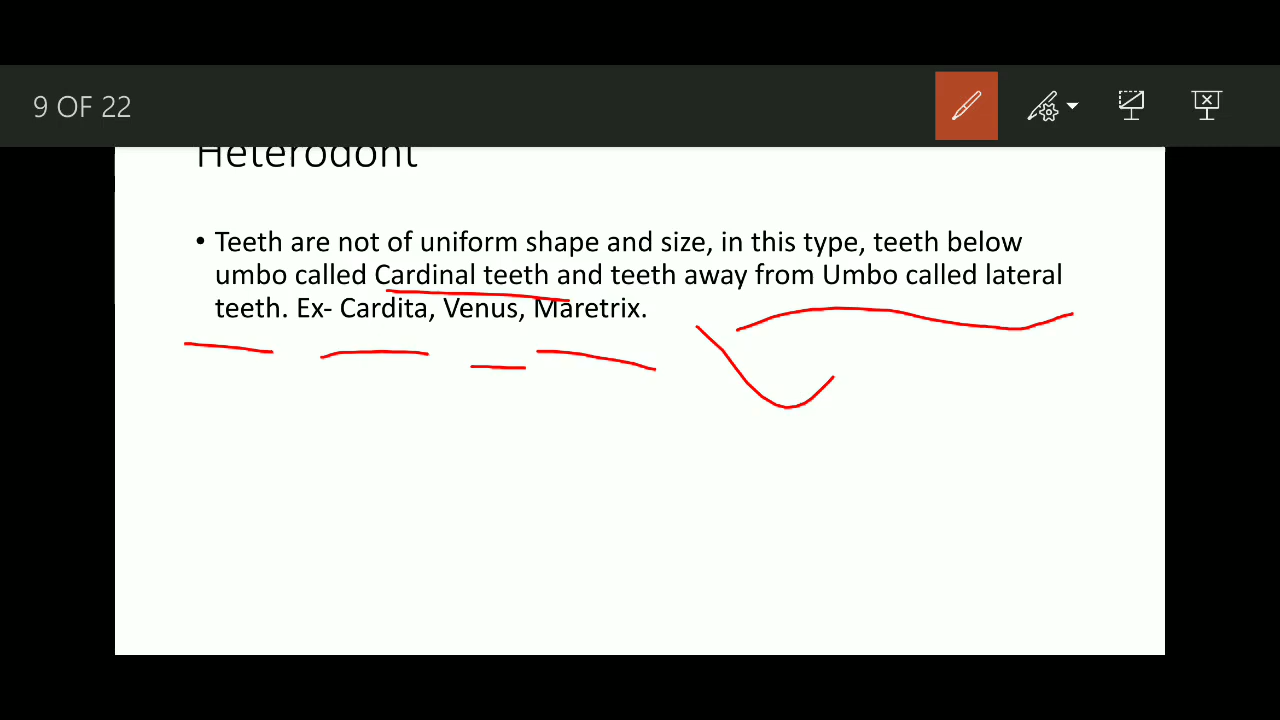 9 OF 22
Heterodont
• Teeth are not of uniform shape and size, in this type, teeth below
umbo called Cardinal teeth and teeth away from Umbo called lateral
teeth. Ex- Cardita, Venus, Maretrix.